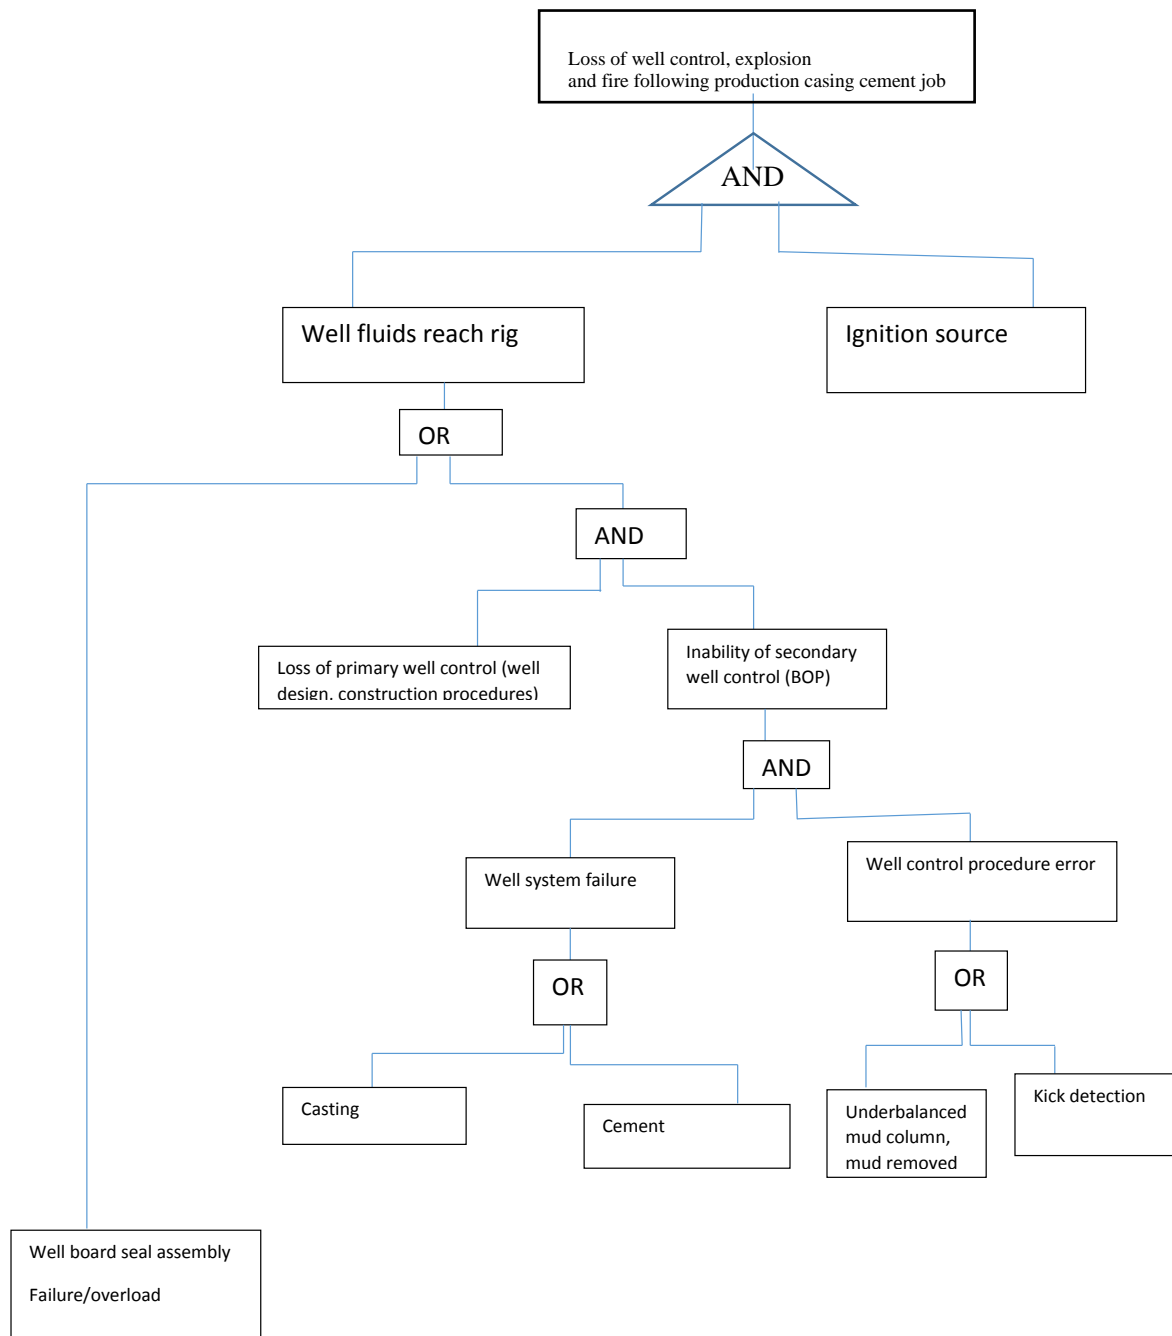 Loss of well control, explosion
and fire following production casing cement job
AND
Well fluids reach rig
Ignition source
OR
AND
Loss of primary well control (well
design, construction procedures)
Inability of secondary
well control (BOP)
AND
Well system failure
Well control procedure error
OR
OR
Casting
Cement
Underbalanced
mud column,
mud removed
Kick detection
Well board seal assembly
Failure/overload